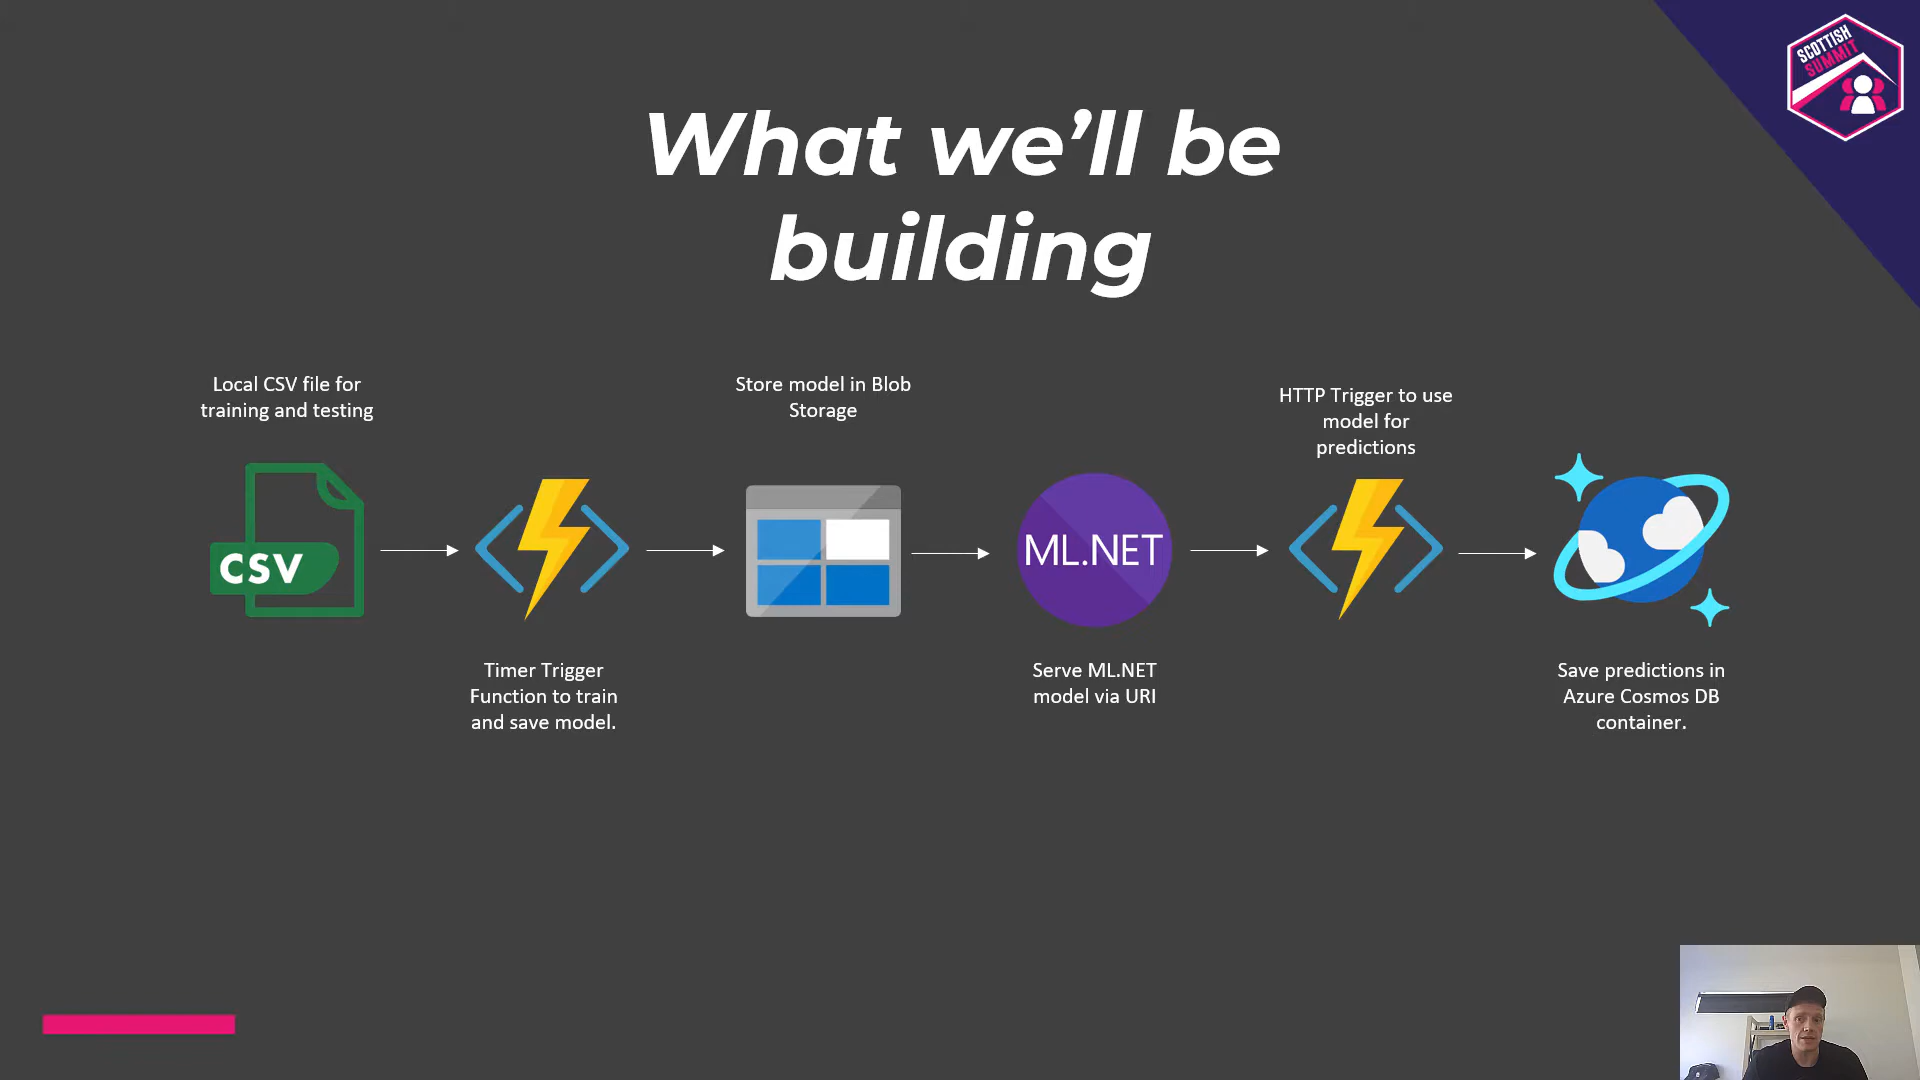 SCOTTISH
SUMMIT
What we'll be
building
Local CSV file for
training and testing
Store model in Blob
Storage
HTTP Trigger to use
model for
predictions
CSV
ML.NET
Timer Trigger
Function to train
and save model.
Serve ML.NET
model via URI
Save predictions in
Azure Cosmos DB
container.